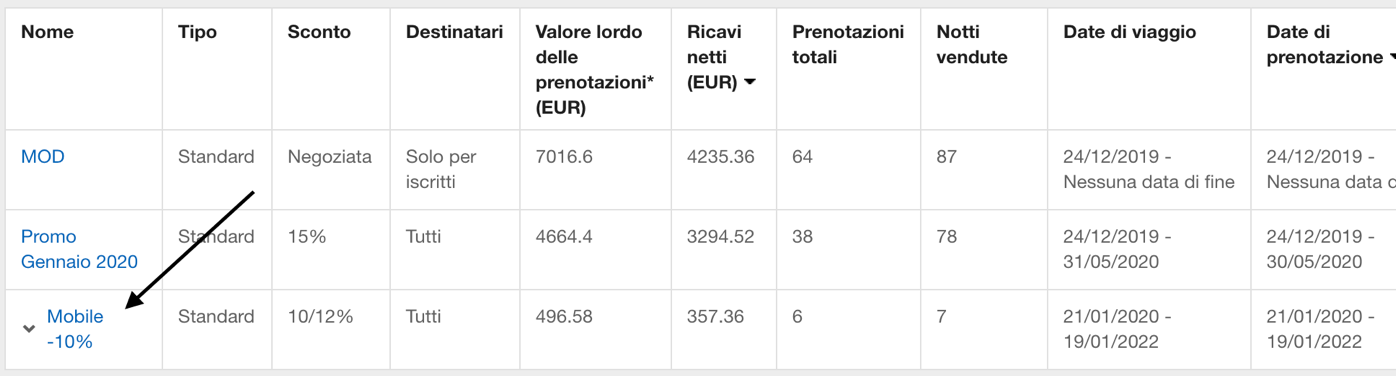 Nome Tipo Sconto Destinatari Valore lordo delle prenotazioni* (EUR) Ricavi netti (EUR) Prenotazioni totali Notti vendute Date di viaggio Date di prenotazione
MOD Standard Negoziata Solo per iscritti 7016.6 4235.36 64 87 24/12/2019 - Nessuna data di fine 24/12/2019 - Nessuna data
Promo Gennaio 2020 Standard 15% Tutti 4664.4 3294.52 38 78 24/12/2019 - 31/05/2020 24/12/2019 - 30/05/2020
Mobile -10% Standard 10/12% Tutti 496.58 357.36 6 7 21/01/2020 - 19/01/2022 21/01/2020 - 19/01/2022